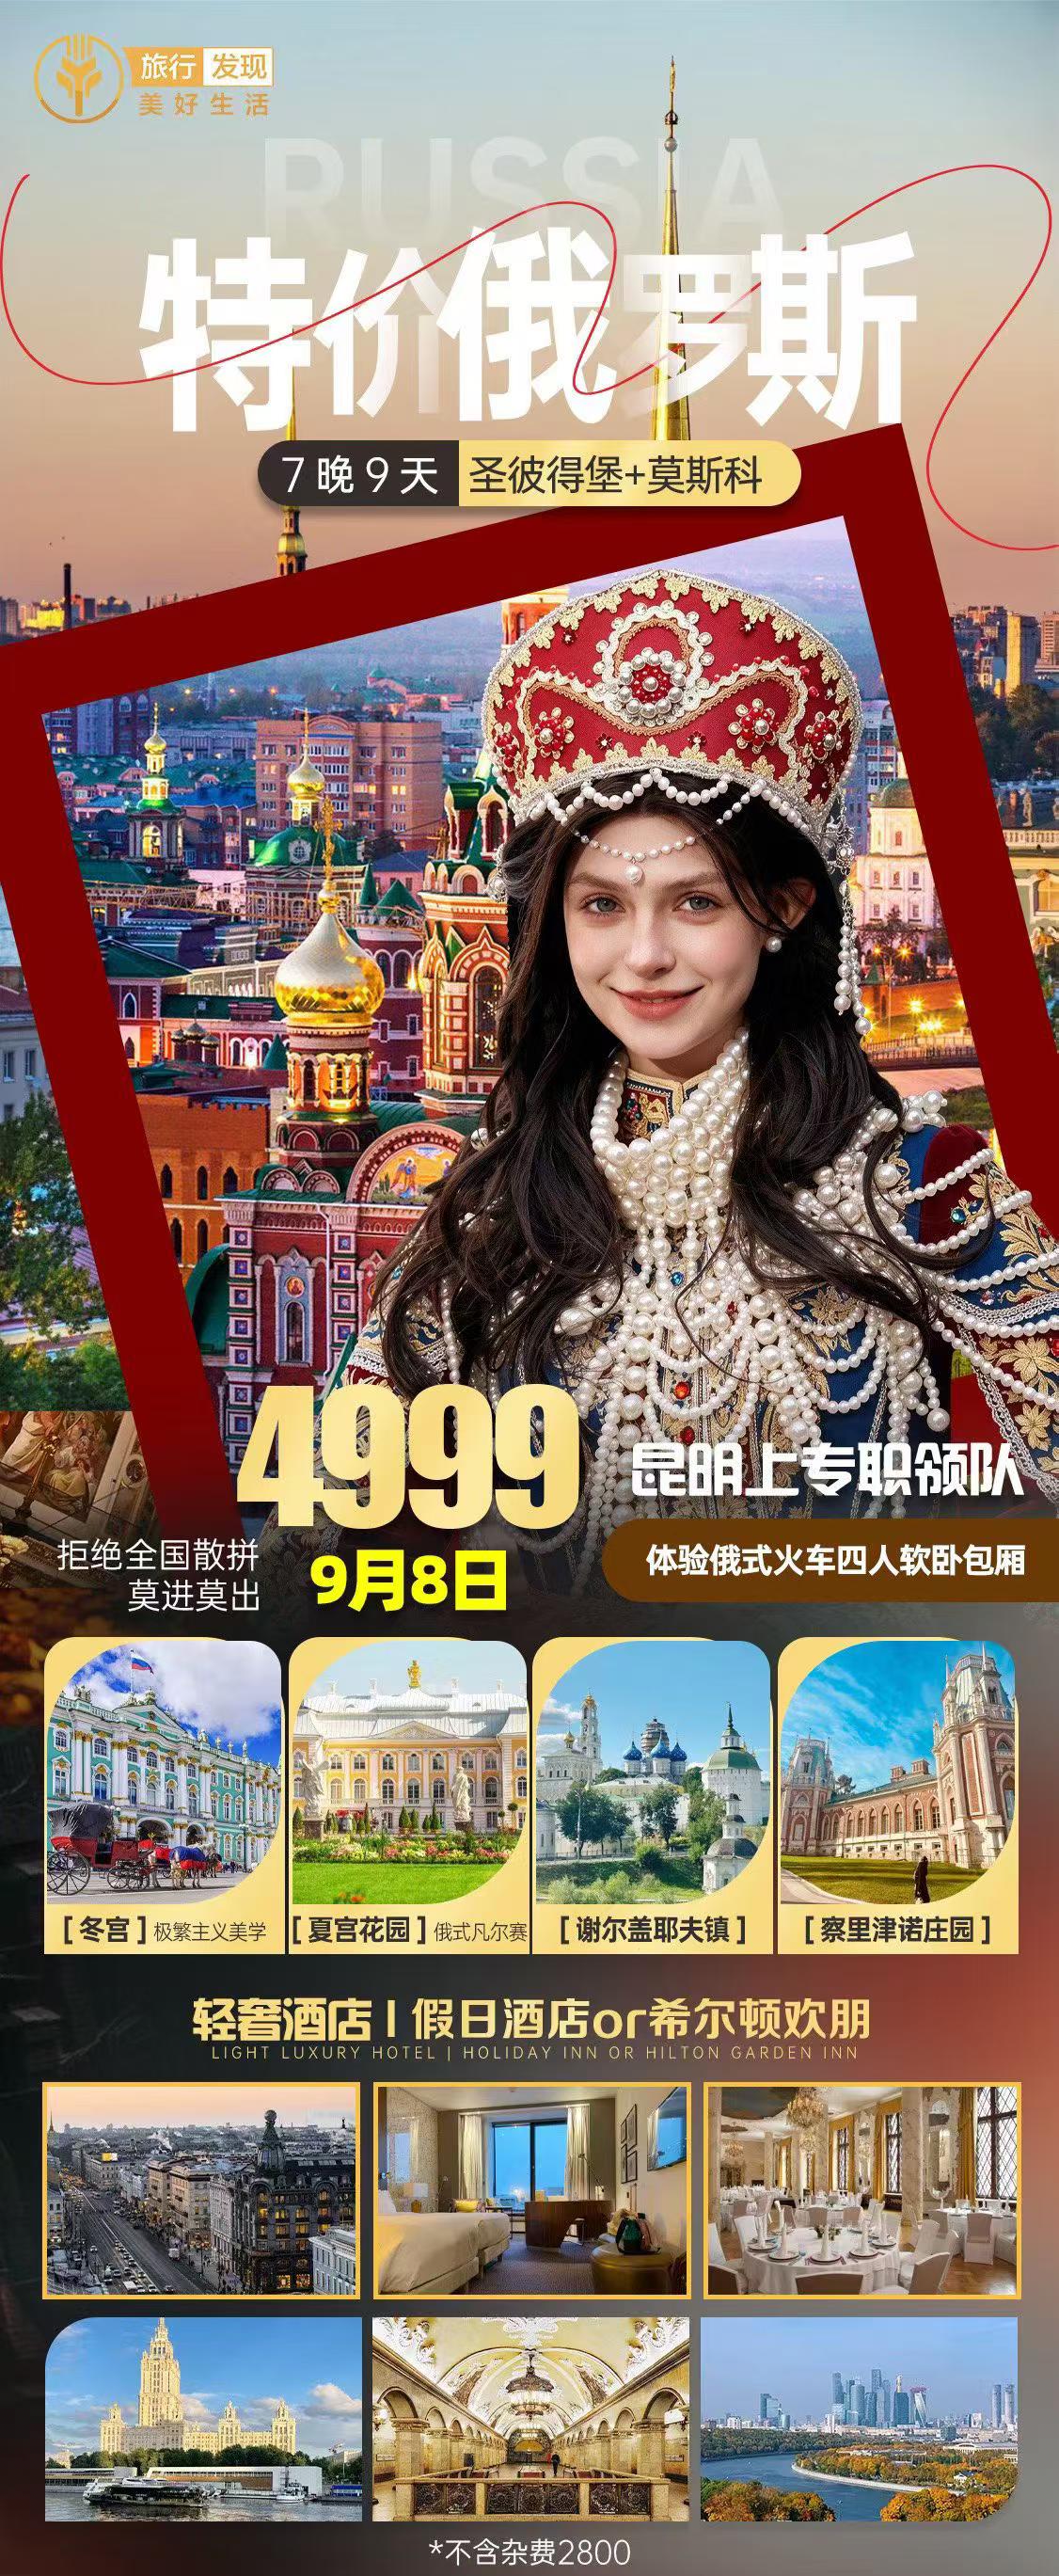 旅行 发现
美好生活
RUSSIA
特价俄罗斯
7晚9天 圣彼得堡+莫斯科
4999
昆明上专职领队
拒绝全国散拼
莫进莫出
9月8日
体验俄式火车四人软卧包厢
[冬宫]极繁主义美学
[夏宫花园]俄式凡尔赛
[谢尔盖耶夫镇]
[察里津诺庄园]
轻奢酒店 | 假日酒店or希尔顿欢朋
LIGHT LUXURY HOTEL | HOLIDAY INN OR HILTON GARDEN INN
*不含杂费2800